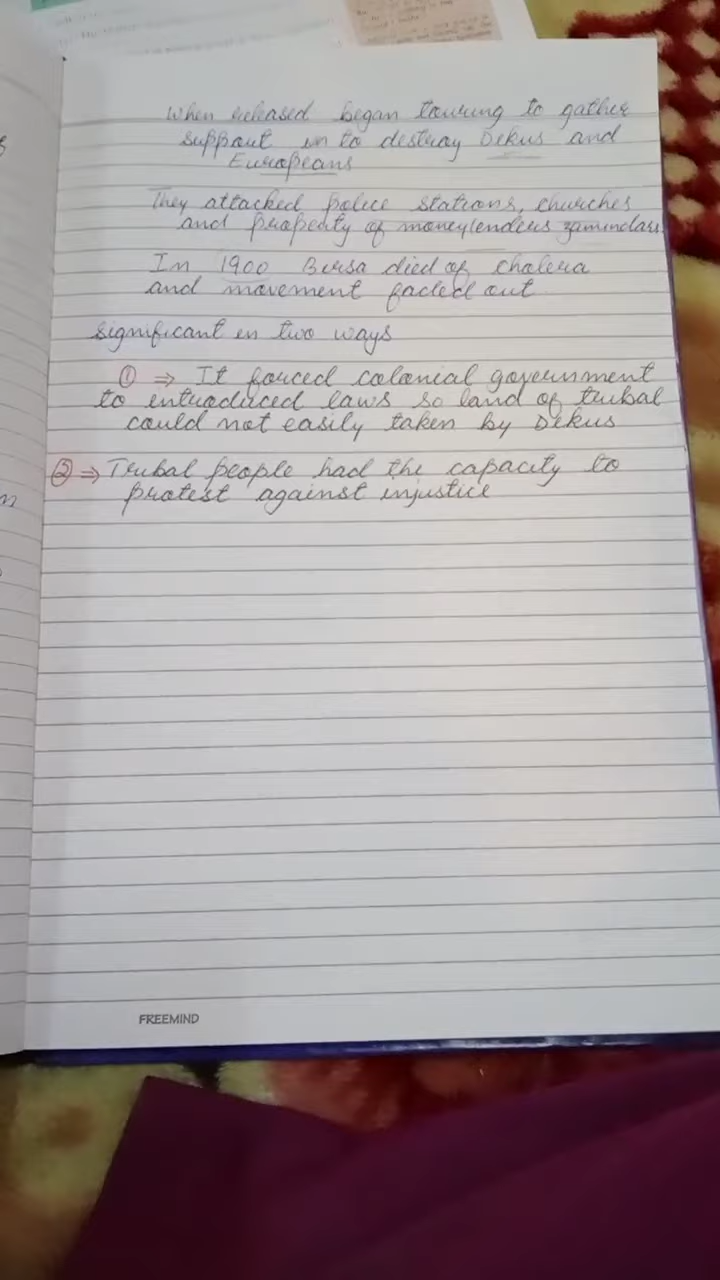 When released began touring to gather
support in to destroy Dekus and
Europeans
They attacked police stations, churches
and property of moneylenders zamindars
In 1900 Birsa died of cholera
and movement faded out
significant in two ways
① ⇒ It forced colonial government
to introduced laws so land of tribal
could not easily taken by Dekus
② ⇒ Tribal people had the capacity to
protest against injustice
FREEMIND